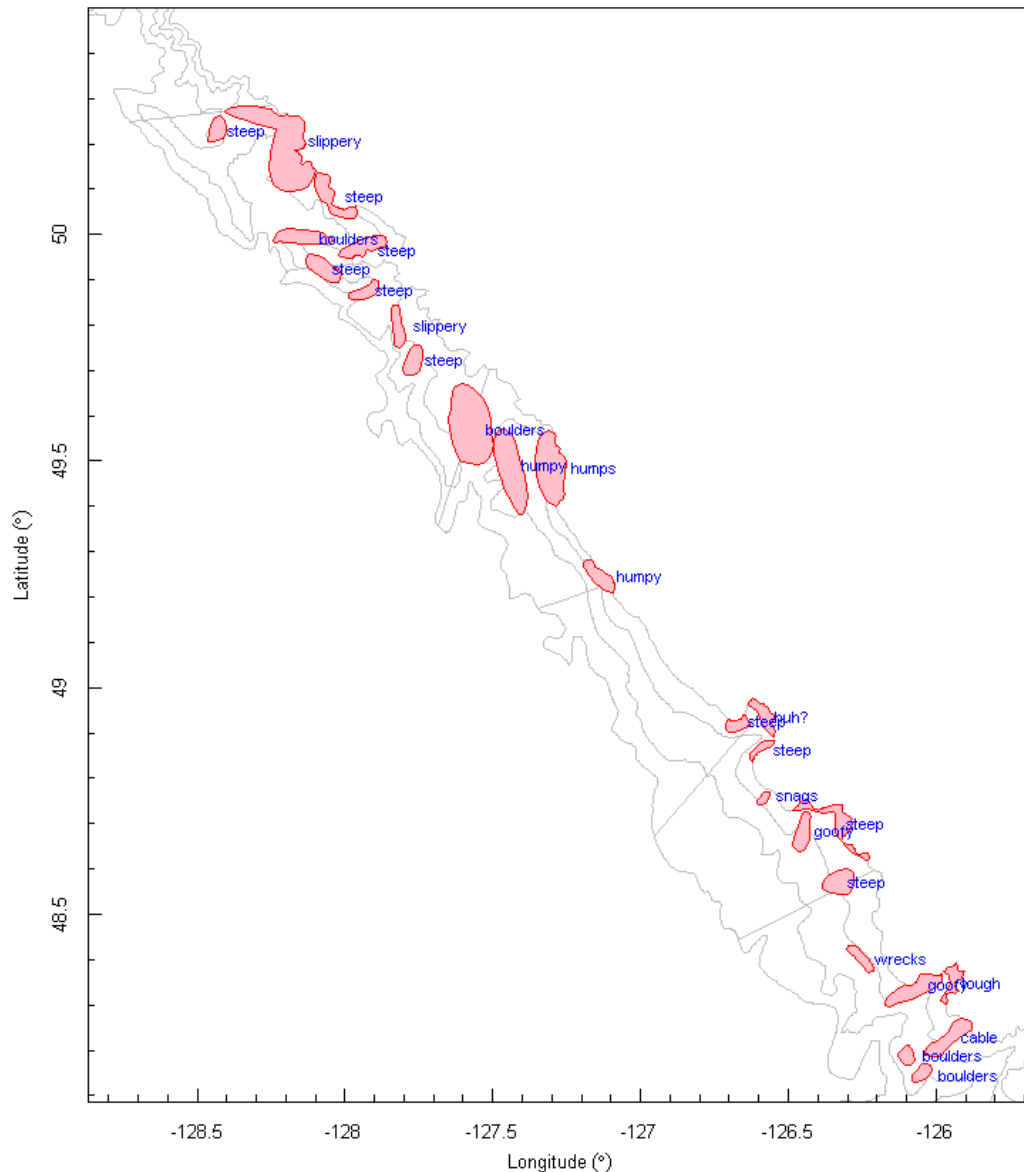 steep
slippery
steep
boulders
steep
steep
steep
slippery
steep
boulders
humpy
humps
humpy
huh?
steep
steep
snags
steep
goofy
steep
wrecks
goofy
tough
cable
boulders
boulders
50
49.5
49
48.5
Latitude (°)
-128.5
-128
-127.5
-127
-126.5
-126
Longitude (°)